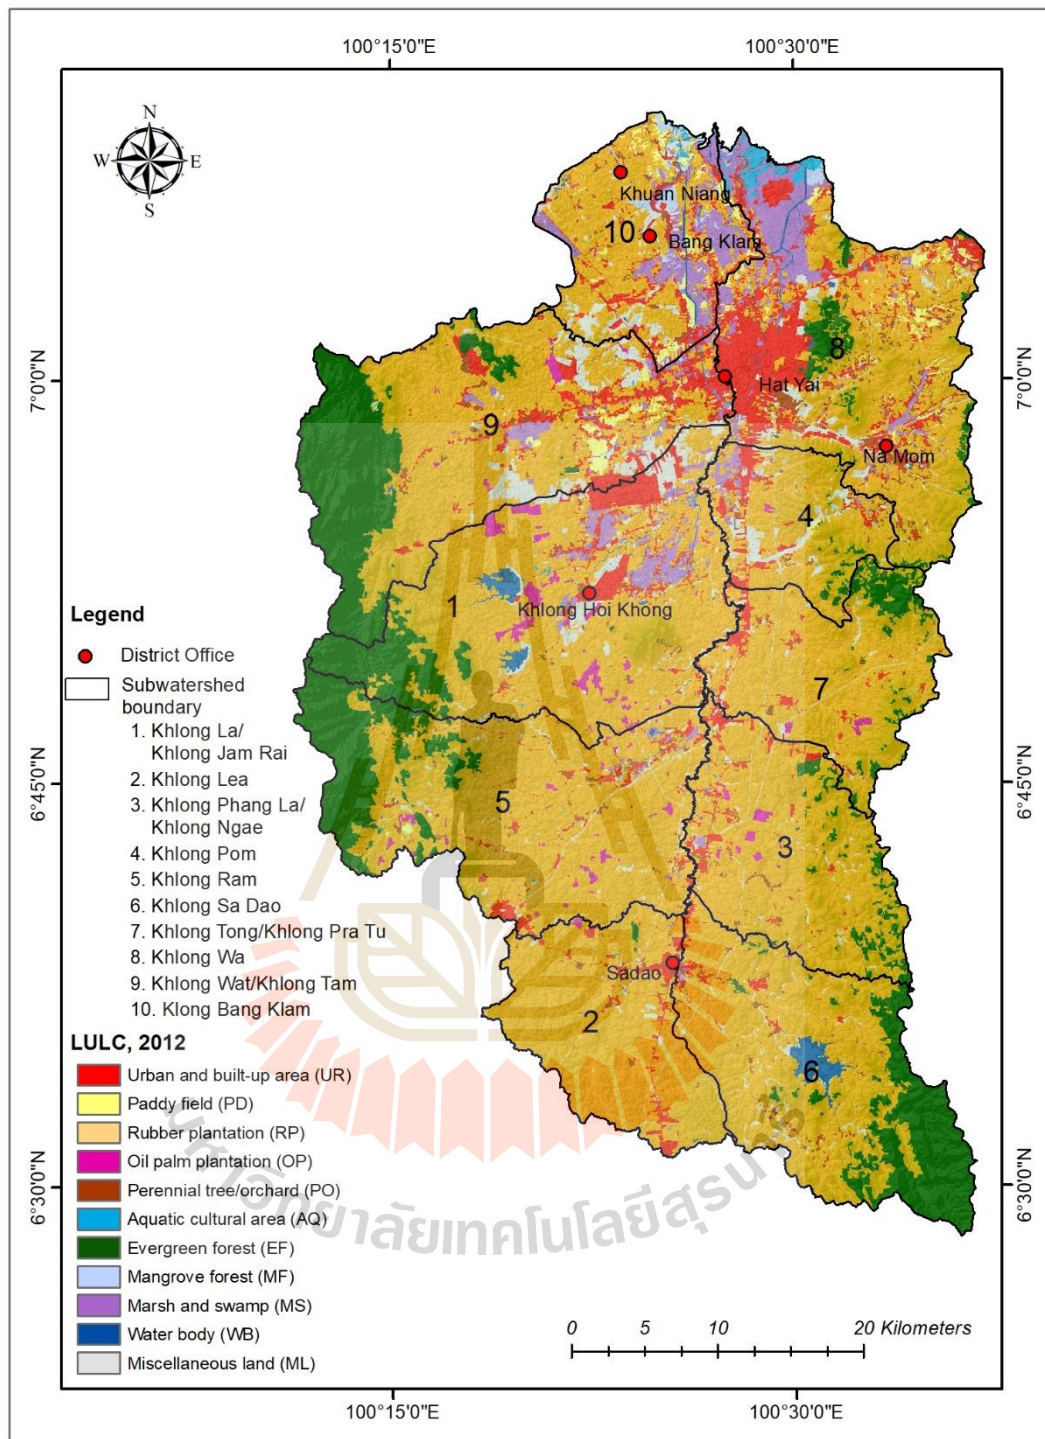 100°15'0"E
100°30'0"E
N
W
E
S
Khuan Niang
10
Bang Klam
8
7°0'0"N
7°0'0"N
Hat Yai
9
Na Mom
4
1
Khlong Hoi Khong
7
6°45'0"N
6°45'0"N
5
3
Sadao
2
6
6°30'0"N
6°30'0"N
Legend
District Office
Subwatershed
boundary
1. Khlong La/
Khlong Jam Rai
2. Khlong Lea
3. Khlong Phang La/
Khlong Ngae
4. Khlong Pom
5. Khlong Ram
6. Khlong Sa Dao
7. Khlong Tong/Khlong Pra Tu
8. Khlong Wa
9. Khlong Wat/Khlong Tam
10. Klong Bang Klam
LULC, 2012
Urban and built-up area (UR)
Paddy field (PD)
Rubber plantation (RP)
Oil palm plantation (OP)
Perennial tree/orchard (PO)
Aquatic cultural area (AQ)
Evergreen forest (EF)
Mangrove forest (MF)
Marsh and swamp (MS)
Water body (WB)
Miscellaneous land (ML)
มหาวิทยาลัยเทคโนโลยีสุรนารี
0 5 10 20 Kilometers
100°15'0"E
100°30'0"E